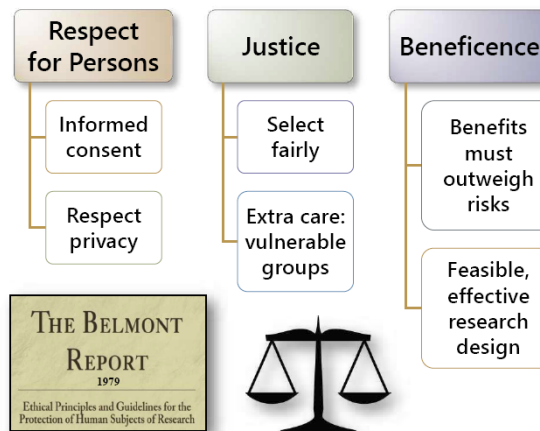 Respect
for Persons
Informed
consent
Respect
privacy
Justice
Select
fairly
Extra care:
vulnerable
groups
Beneficence
Benefits
must
outweigh
risks
Feasible,
effective
research
design
THE BELMONT
REPORT
1979
Ethical Principles and Guidelines for the
Protection of Human Subjects of Research